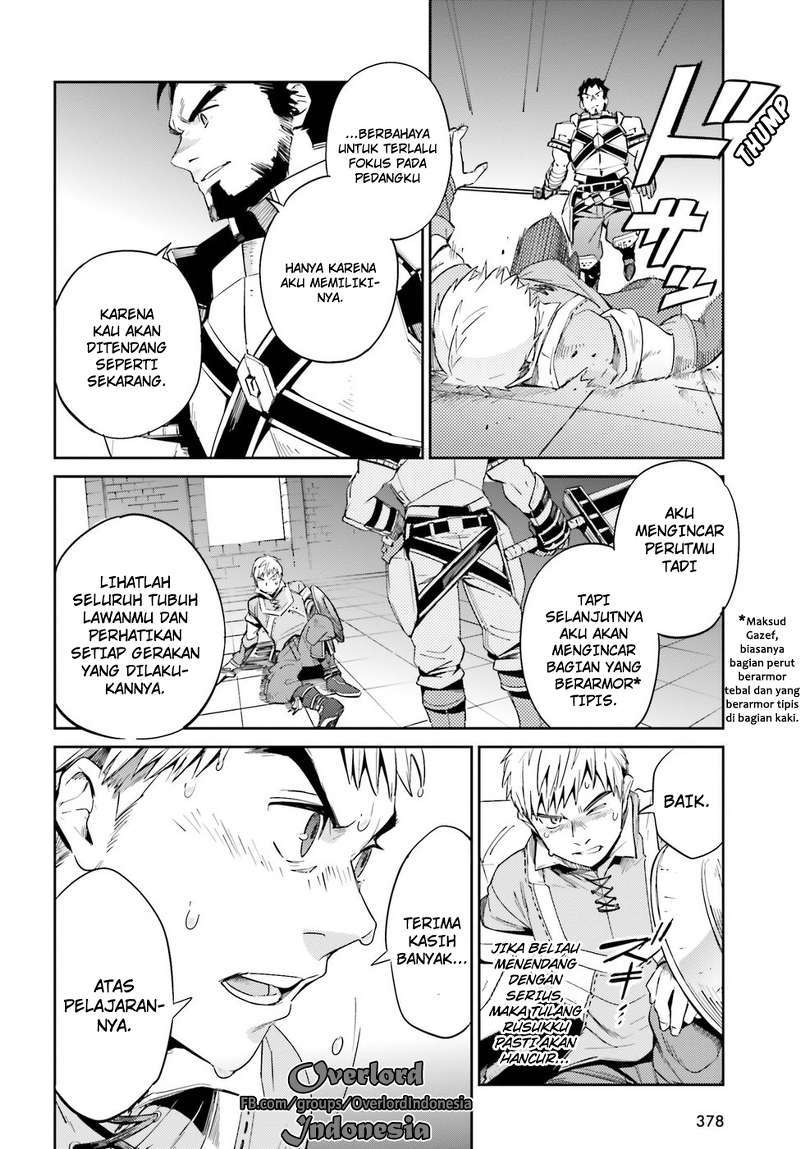 THUMP
ドッ
...BERBAHAYA
UNTUK TERLALU
FOKUS PADA
PEDANGKU
HANYA KARENA
AKU MEMILIKI-
NYA.
KARENA
KAU AKAN
DITENDANG
SEPERTI
SEKARANG.
AKU
MENGINCAR
PERUTMU
TADI
TAPI
SELANJUTNYA
AKU AKAN
MENGINCAR
BAGIAN YANG
BERARMOR*
TIPIS.
*Maksud
Gazef,
biasanya
bagian perut
berarmor
tebal dan yang
berarmor tipis
di bagian kaki.
LIHATLAH
SELURUH TUBUH
LAWANMU DAN
PERHATIKAN
SETIAP GERAKAN
YANG DILAKU-
KANNYA.
BAIK.
JIKA BELIAU
MENENDANG
DENGAN
SERIUS,
MAKA TULANG
RUSUKKU
PASTI AKAN
HANCUR...
TERIMA
KASIH
BANYAK...
ATAS
PELAJARAN-
NYA.
Overlord
FB.com/groups/OverlordIndonesia
Indonesia
378